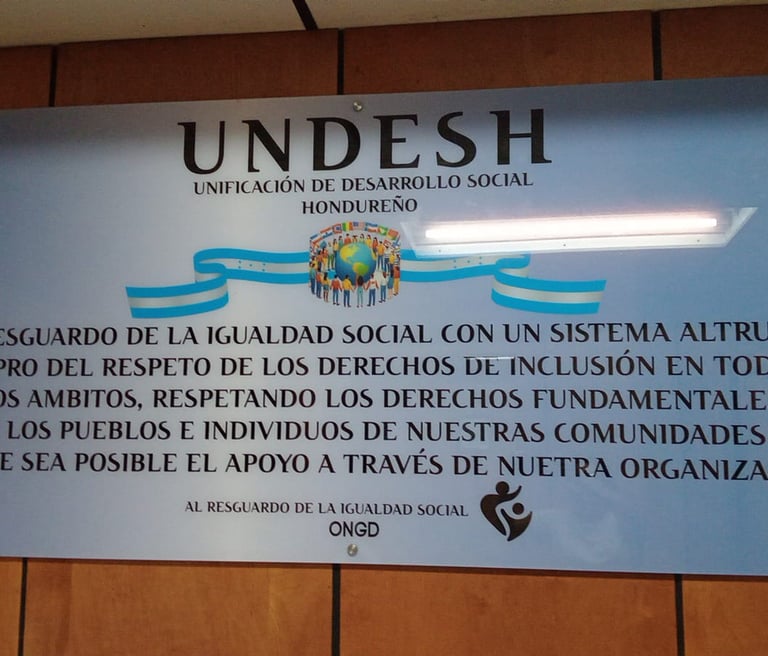 UNDESH
UNIFICACIÓN DE DESARROLLO SOCIAL
HONDUREÑO
ESGUARDO DE LA IGUALDAD SOCIAL CON UN SISTEMA ALTRU
PRO DEL RESPETO DE LOS DERECHOS DE INCLUSIÓN EN TOD
OS AMBITOS, RESPETANDO LOS DERECHOS FUNDAMENTALE
LOS PUEBLOS E INDIVIDUOS DE NUESTRAS COMUNIDADES
E SEA POSIBLE EL APOYO A TRAVÉS DE NUETRA ORGANIZA
AL RESGUARDO DE LA IGUALDAD SOCIAL
ONGD